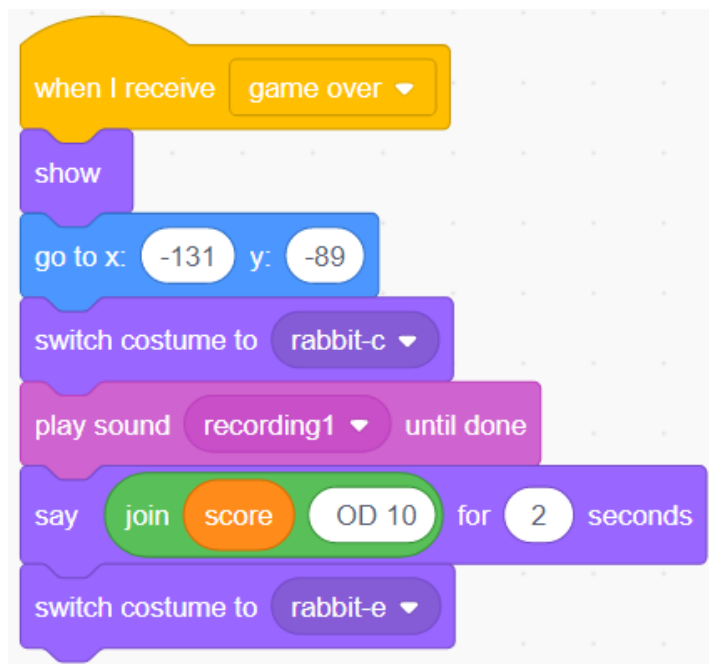 when I receive game over
show
go to x: -131 y: -89
switch costume to rabbit-c
play sound recording1 until done
say join score OD 10 for 2 seconds
switch costume to rabbit-e